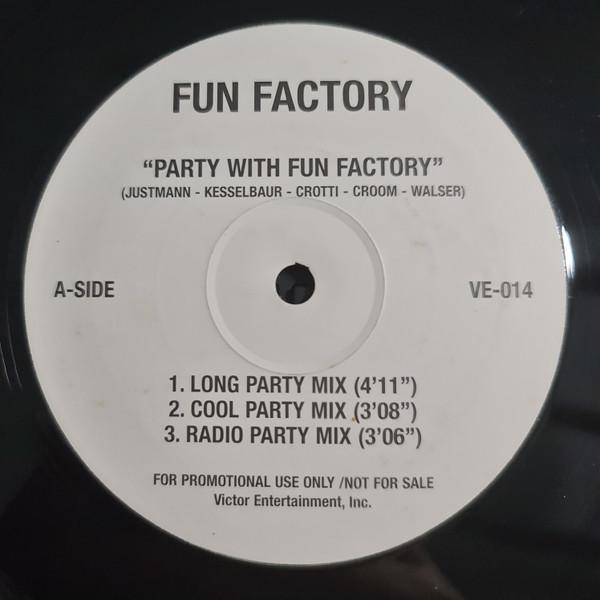 FUN FACTORY
“PARTY WITH FUN FACTORY”
(JUSTMANN - KESSELBAUR - CROTTI - CROOM - WALSER)
A-SIDE
VE-014
1. LONG PARTY MIX (4’11”)
2. COOL PARTY MIX (3’08”)
3. RADIO PARTY MIX (3’06”)
FOR PROMOTIONAL USE ONLY /NOT FOR SALE
Victor Entertainment, Inc.